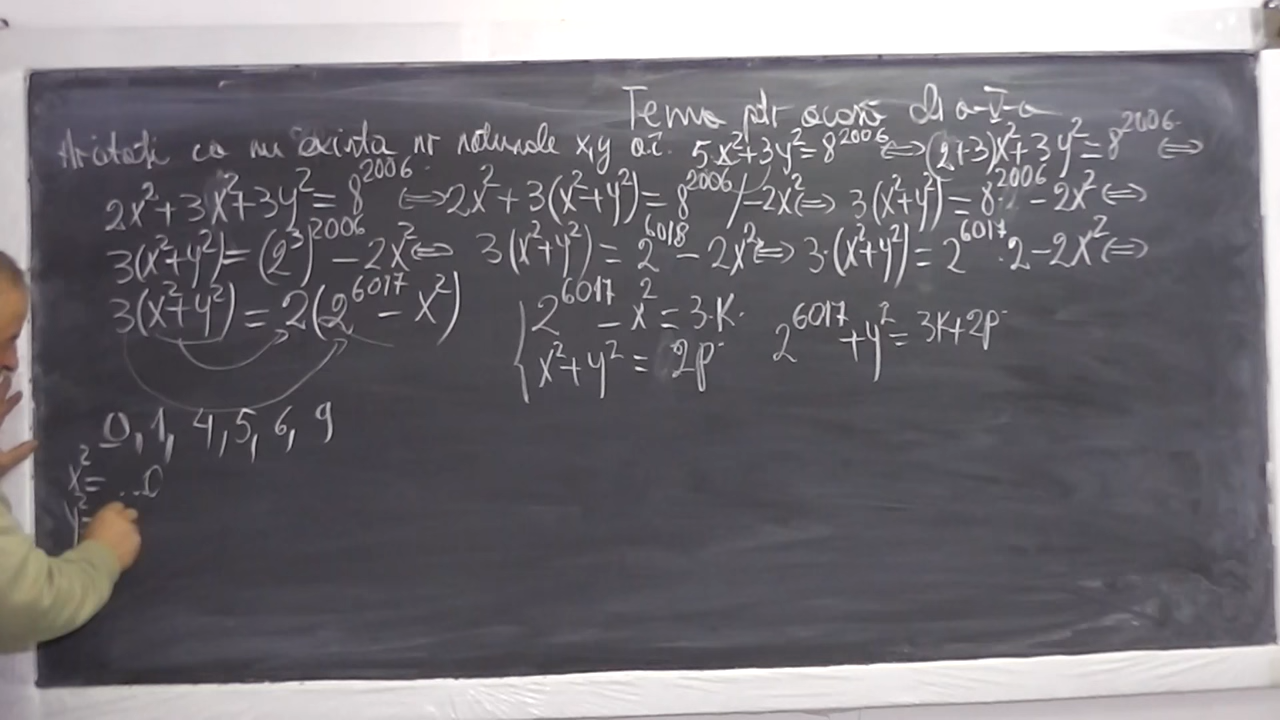 Tema ptr acasă cls a-V-a
Arătați că nu există nr naturale x,y a.î. 5x²+3y²=8²⁰⁰⁶ ⇔ (2+3)x²+3y²=8²⁰⁰⁶ ⇔
2x²+3x²+3y²=8²⁰⁰⁶ ⇔ 2x²+3(x²+y²)=8²⁰⁰⁶/-2x² ⇔ 3(x²+y²)=8²⁰⁰⁶-2x² ⇔
3(x²+y²)=(2³)²⁰⁰⁶-2x² ⇔ 3(x²+y²)=2⁶⁰¹⁸-2x² ⇔ 3·(x²+y²)=2⁶⁰¹⁷·2-2x² ⇔
3(x²+y²)=2(2⁶⁰¹⁷-x²) { 2⁶⁰¹⁷-x²=3·K·
x²+y²=2p 2⁶⁰¹⁷+y²=3K+2p
0,1,4,5,6,9
x²=...0
y²=